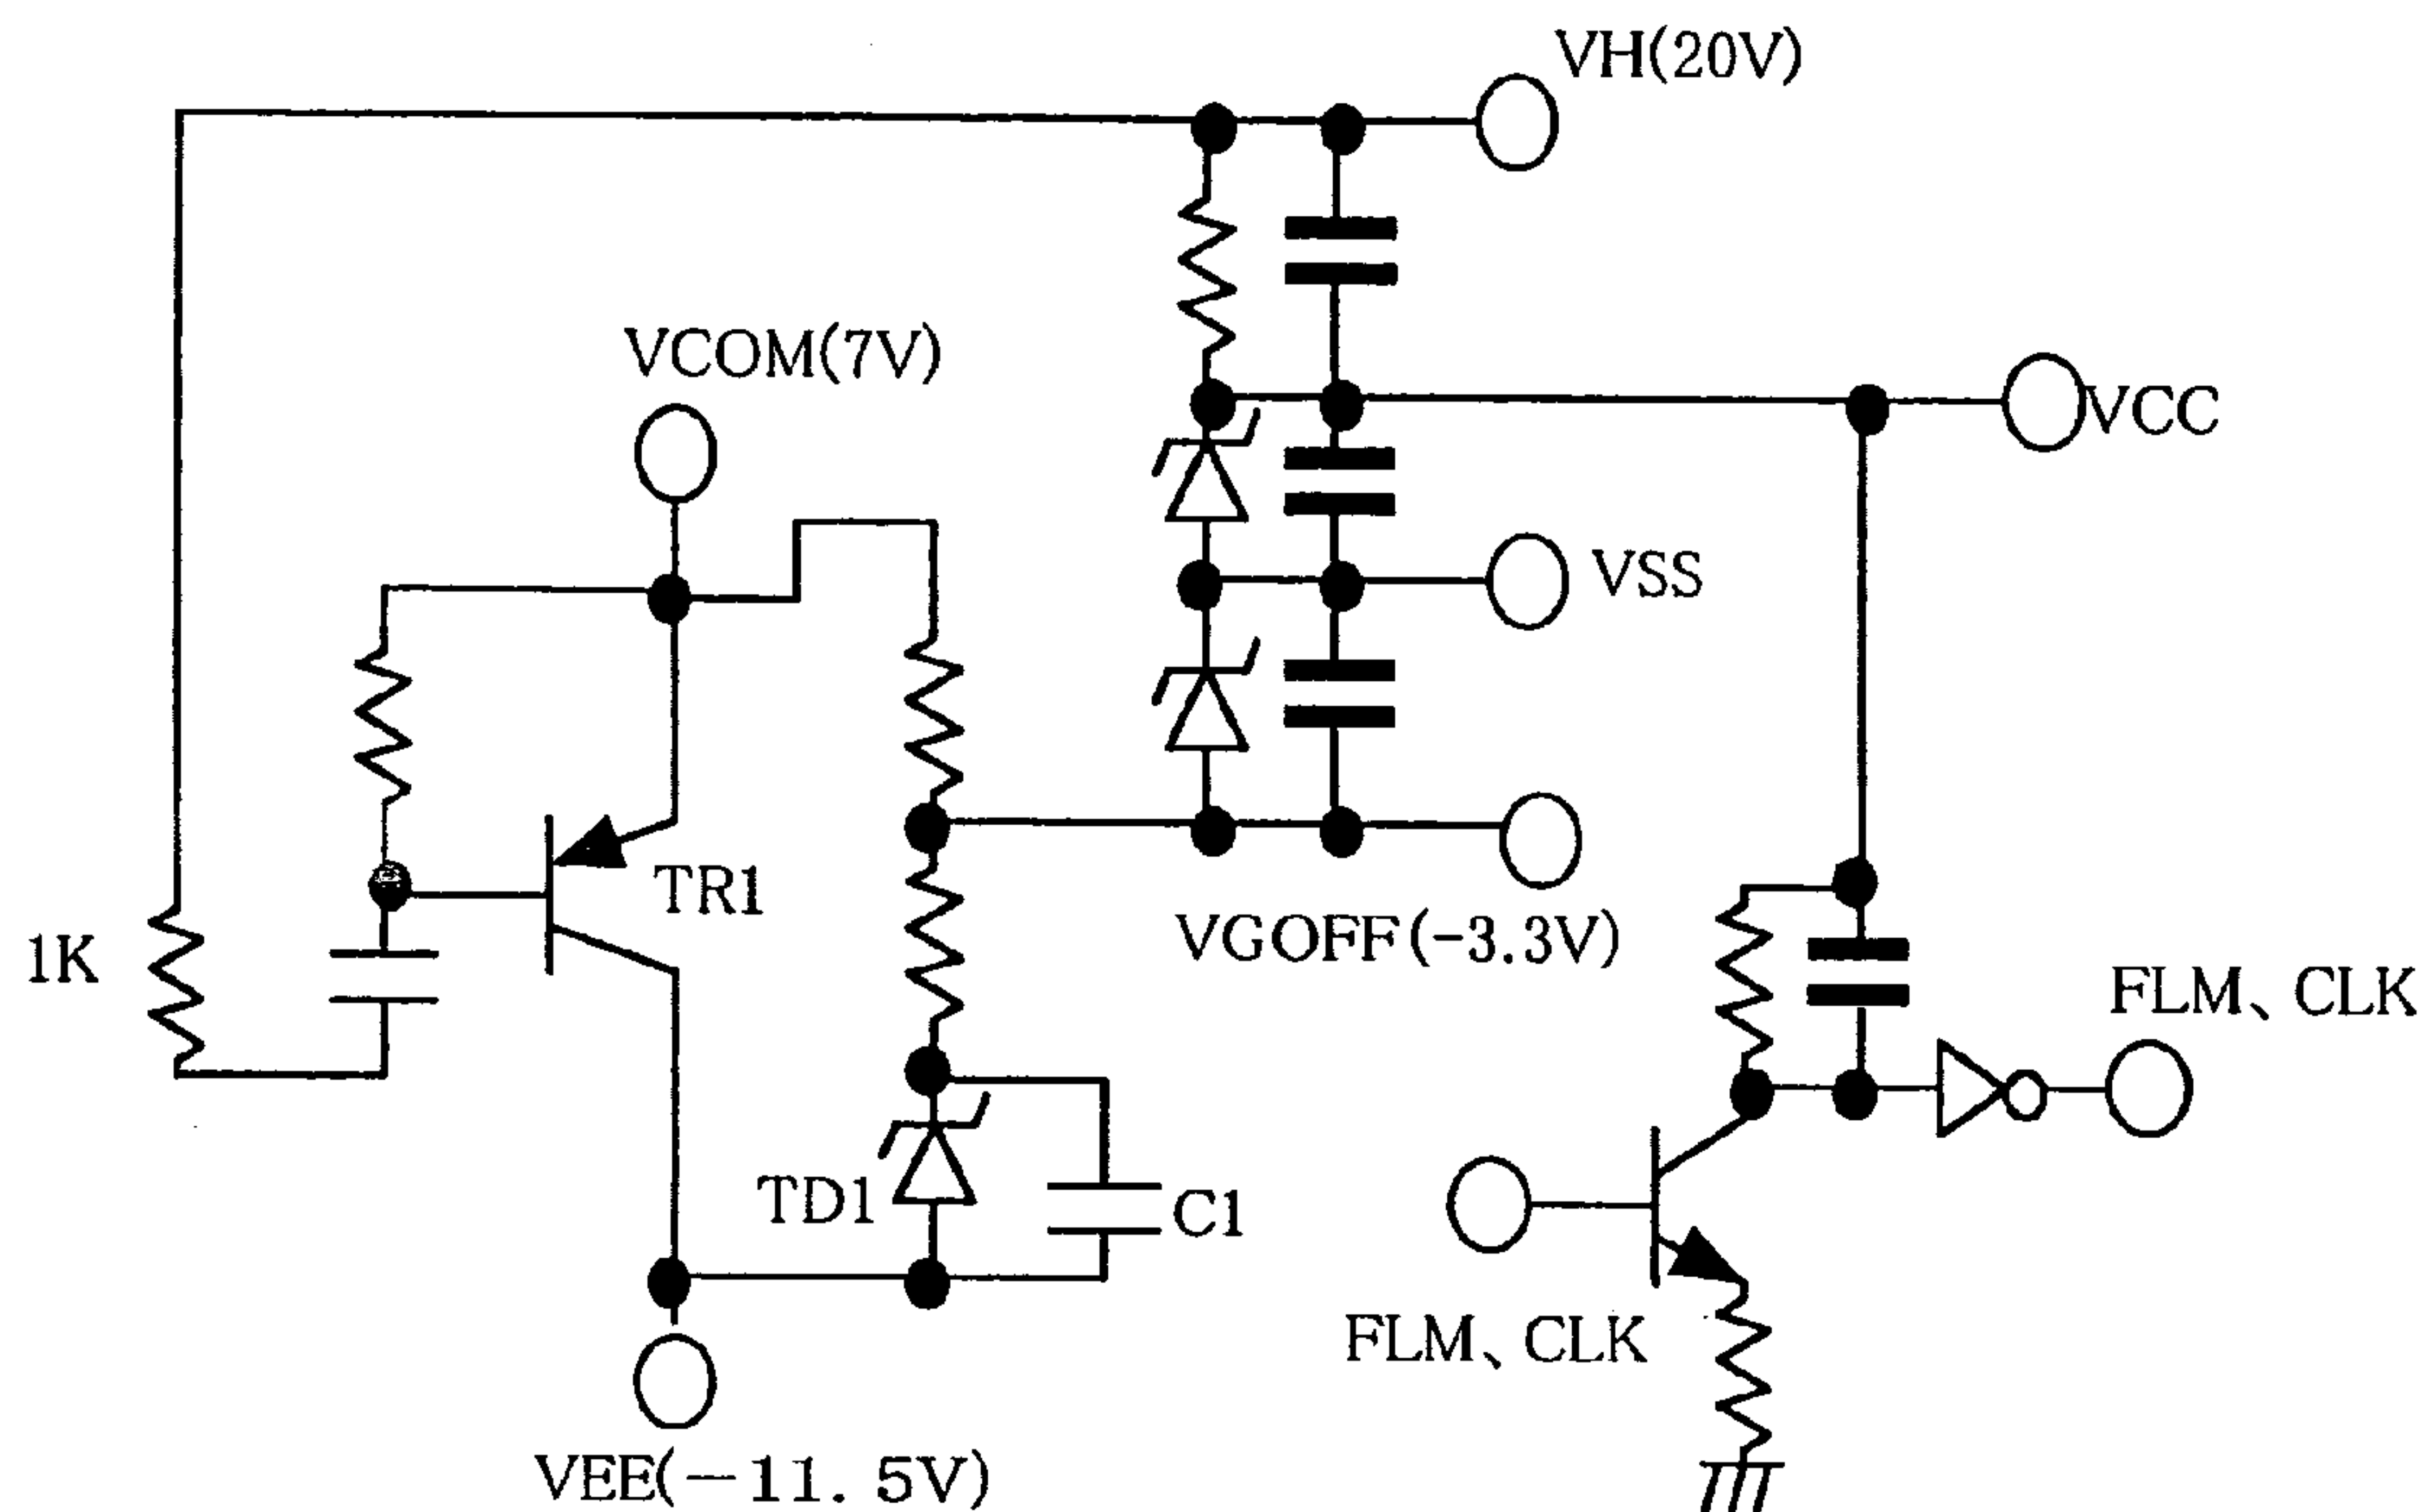 VH(20V)
VCOM(7V)
VCC
VSS
TR1
1K
VGOFF(-3.3V)
FLM、CLK
TD1
C1
FLM、CLK
VEE(-11.5V)